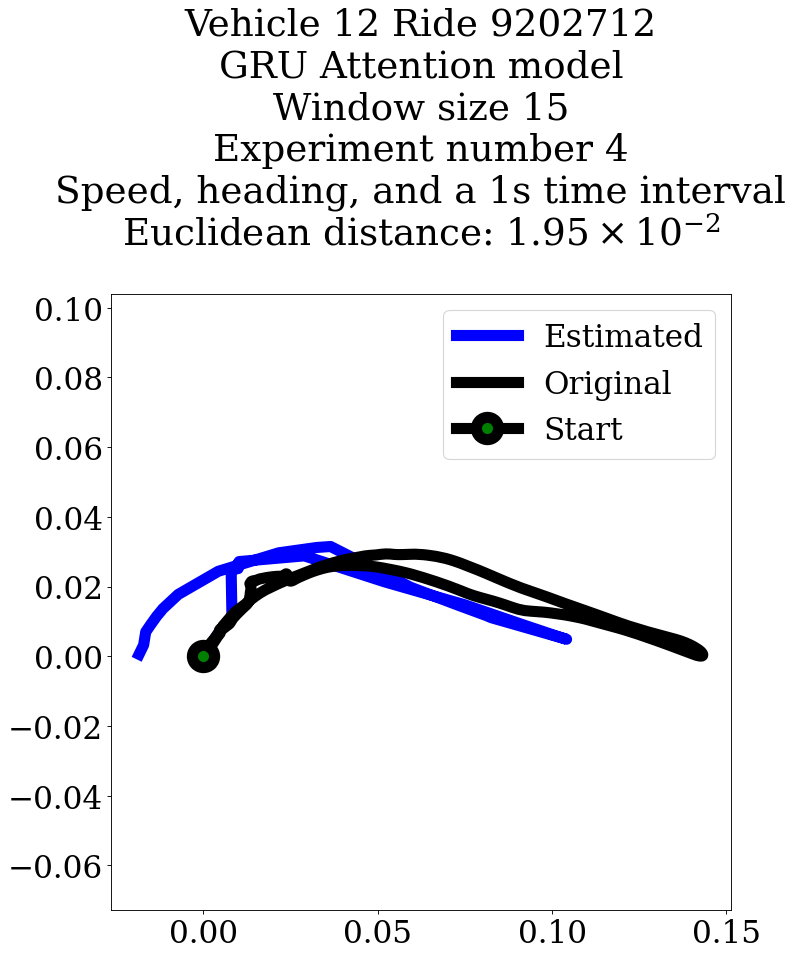 Vehicle 12 Ride 9202712
GRU Attention model
Window size 15
Experiment number 4
Speed, heading, and a 1s time interval
Euclidean distance: 1.95 × 10⁻²
0.10
0.08
0.06
0.04
0.02
0.00
−0.02
−0.04
−0.06
Estimated
Original
Start
0.00 0.05 0.10 0.15